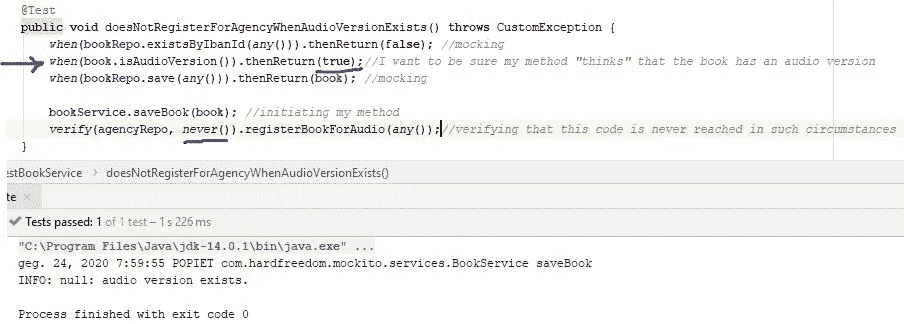 @Test
public void doesNotRegisterForAgencyWhenAudioVersionExists() throws CustomException {
when(bookRepo.existsByIbanId(any())).thenReturn(false); //mocking
when(book.isAudioVersion()).thenReturn(true);//I want to be sure my method "thinks" that the book has an audio version
when(bookRepo.save(any())).thenReturn(book); //mocking
bookService.saveBook(book); //initiating my method
verify(agencyRepo, never()).registerBookForAudio(any());//verifying that this code is never reached in such circumstances
}
estBookService > doesNotRegisterForAgencyWhenAudioVersionExists()
te ×
✔ Tests passed: 1 of 1 test – 1 s 226 ms
"C:\Program Files\Java\jdk-14.0.1\bin\java.exe" ...
geg. 24, 2020 7:59:55 POPIET com.hardfreedom.mockito.services.BookService saveBook
INFO: null: audio version exists.
Process finished with exit code 0